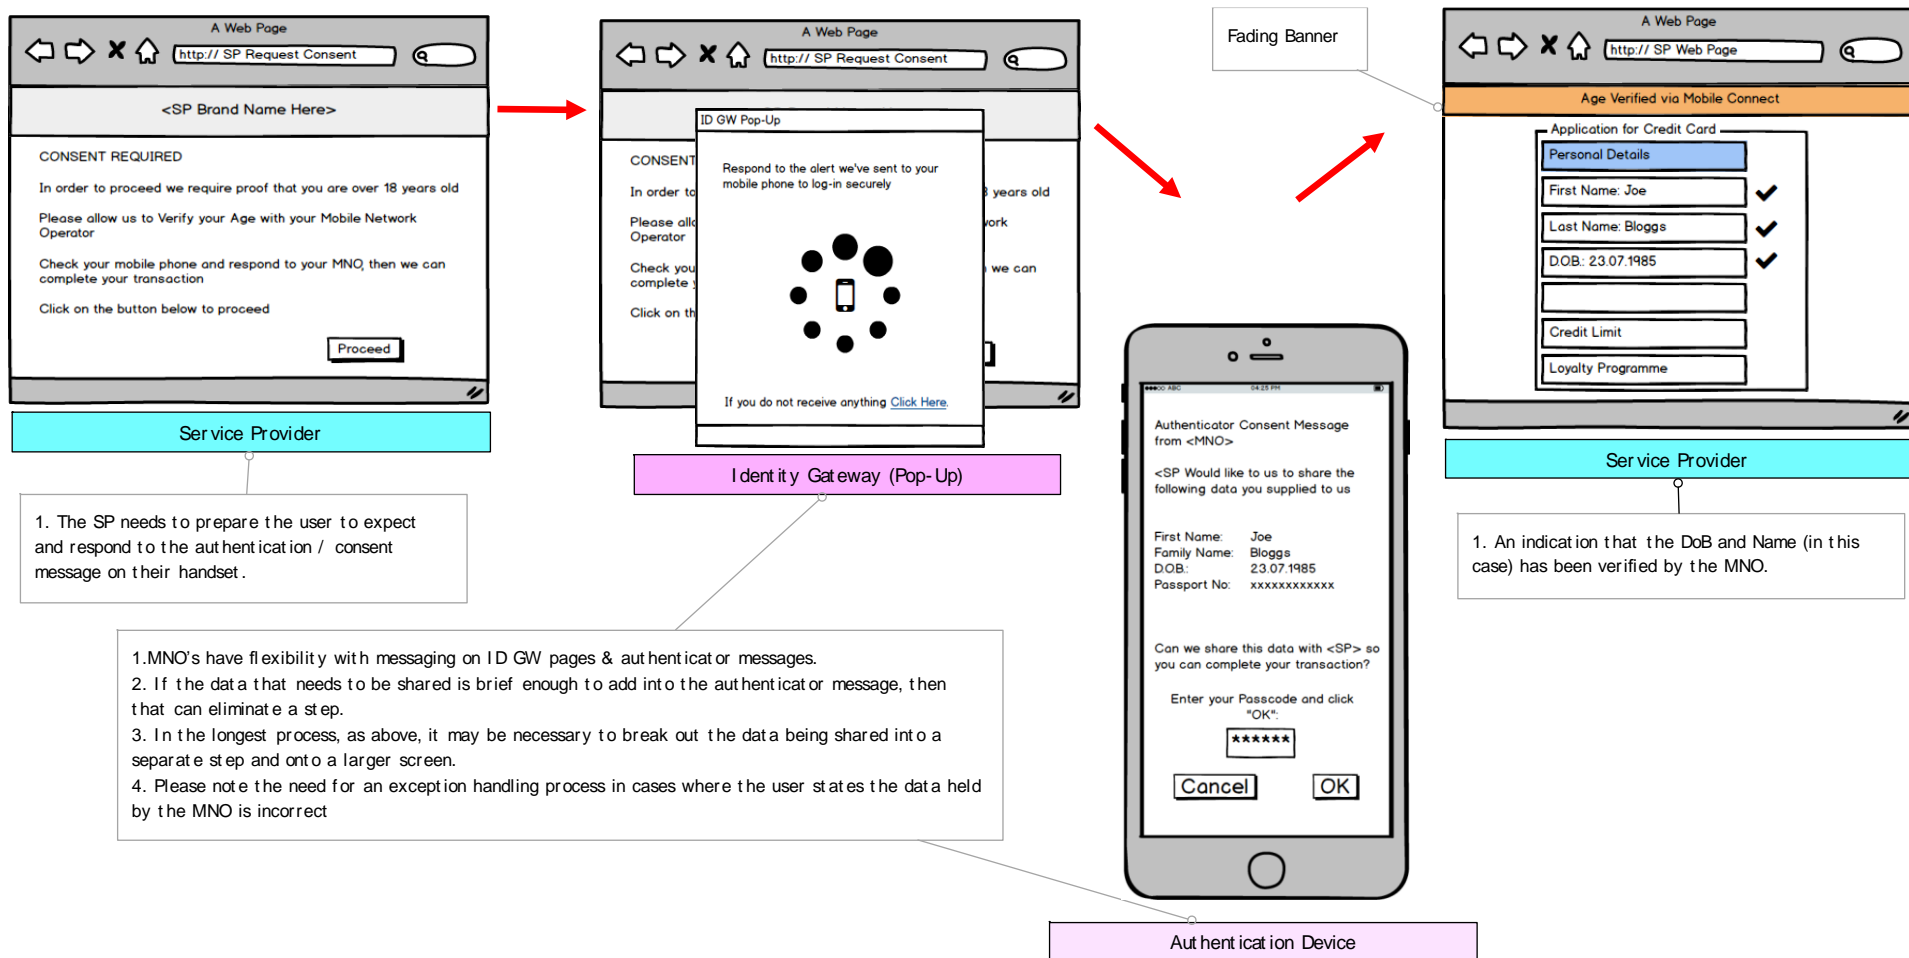 A Web Page
http:// SP Request Consent
<SP Brand Name Here>
CONSENT REQUIRED
In order to proceed we require proof that you are over 18 years old
Please allow us to Verify your Age with your Mobile Network
Operator
Check your mobile phone and respond to your MNO, then we can
complete your transaction
Click on the button below to proceed
Proceed
Service Provider
1. The SP needs to prepare the user to expect
and respond to the authentication / consent
message on their handset.
A Web Page
http:// SP Request Consent
CONSENT
In order to
3 years old
Please allo
work
Operator
Check you
n we can
complete y
Click on th
ID GW Pop-Up
Respond to the alert we've sent to your
mobile phone to log-in securely
If you do not receive anything Click Here.
Identity Gateway (Pop-Up)
1.MNO's have flexibility with messaging on ID GW pages & authenticator messages.
2. If the data that needs to be shared is brief enough to add into the authenticator message, then
that can eliminate a step.
3. In the longest process, as above, it may be necessary to break out the data being shared into a
separate step and onto a larger screen.
4. Please note the need for an exception handling process in cases where the user states the data held
by the MNO is incorrect
ABC
04:25 PM
Authenticator Consent Message
from <MNO>
<SP Would like to us to share the
following data you supplied to us
First Name: Joe
Family Name: Bloggs
D.O.B.: 23.07.1985
Passport No: xxxxxxxxxxxx
Can we share this data with <SP> so
you can complete your transaction?
Enter your Passcode and click
"OK":
******
Cancel
OK
Authentication Device
Fading Banner
A Web Page
http:// SP Web Page
Age Verified via Mobile Connect
Application for Credit Card
Personal Details
First Name: Joe
Last Name: Bloggs
D.O.B.: 23.07.1985
Credit Limit
Loyalty Programme
Service Provider
1. An indication that the DoB and Name (in this
case) has been verified by the MNO.